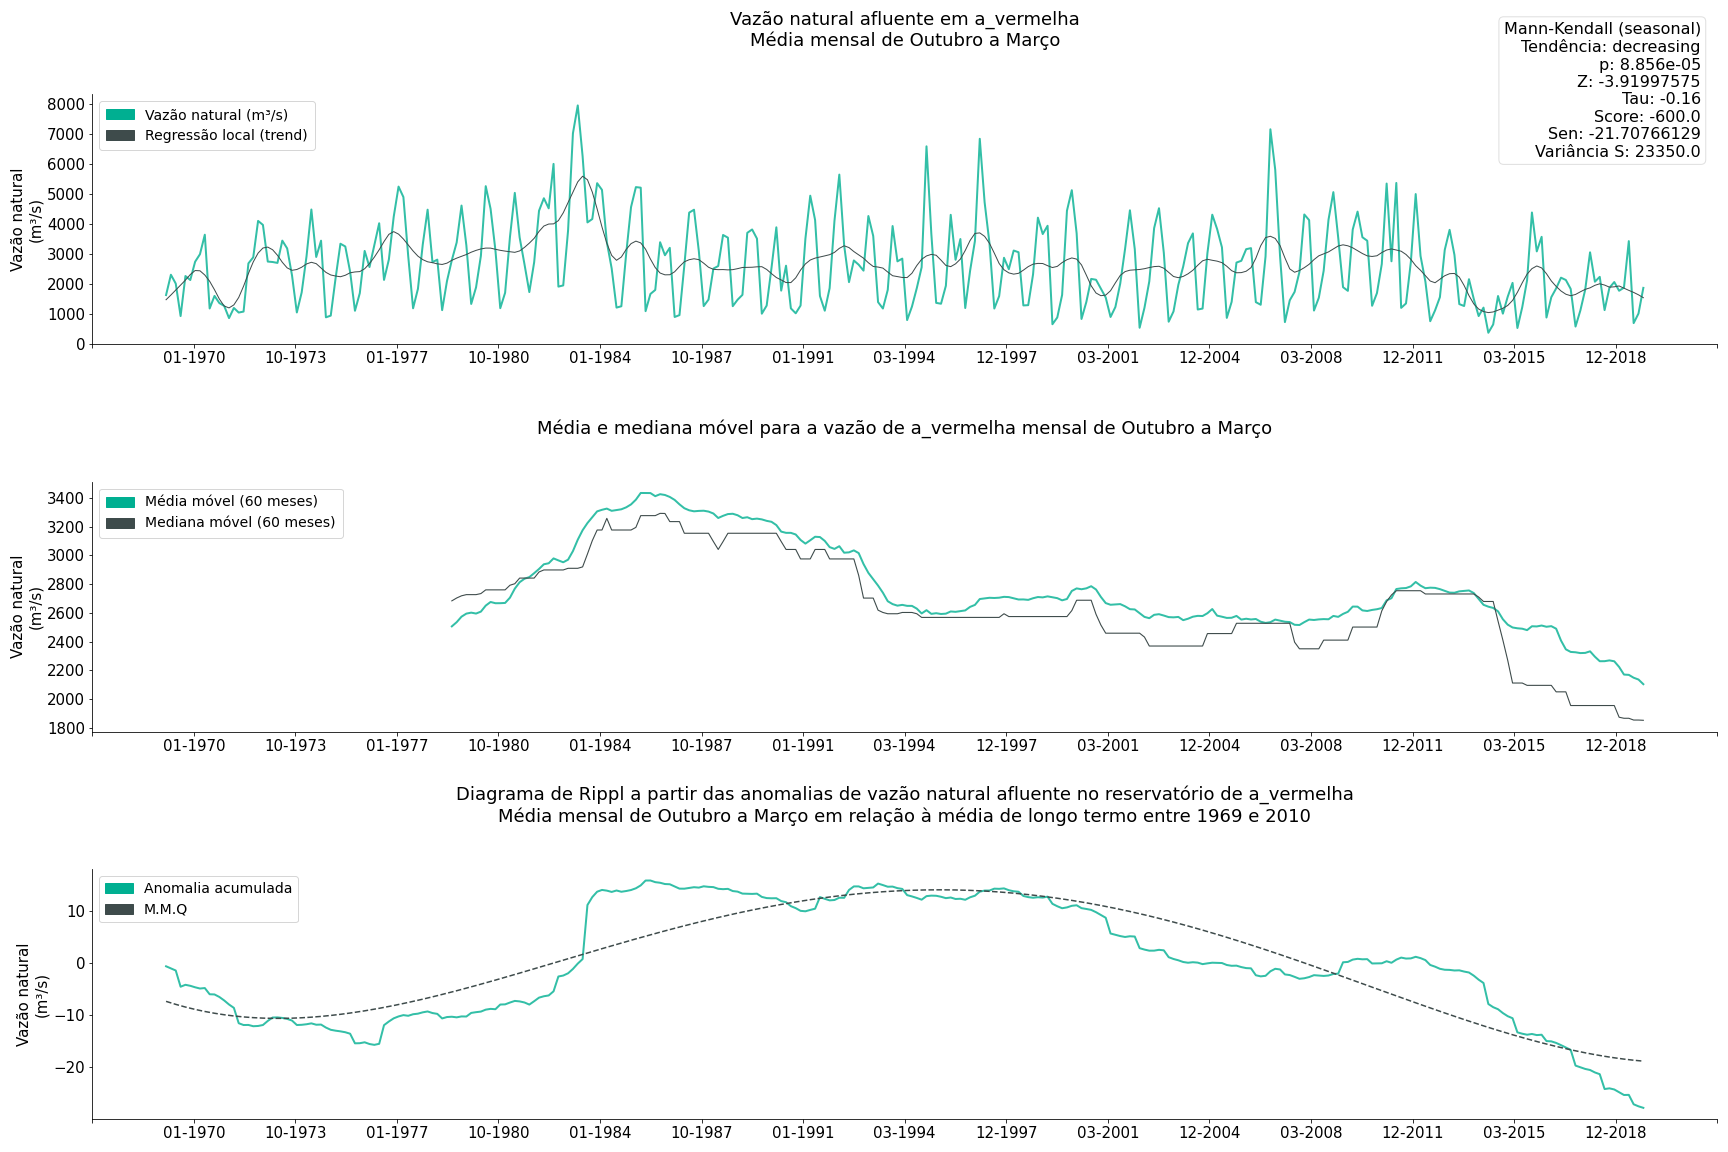 Vazão natural afluente em a_vermelha
Média mensal de Outubro a Março
Mann-Kendall (seasonal)
Tendência: decreasing
p: 8.856e-05
Z: -3.91997575
Tau: -0.16
Score: -600.0
Sen: -21.70766129
Variância S: 23350.0
Vazão natural (m³/s)
Regressão local (trend)
Vazão natural
(m³/s)
8000
7000
6000
5000
4000
3000
2000
1000
0
01-1970 10-1973 01-1977 10-1980 01-1984 10-1987 01-1991 03-1994 12-1997 03-2001 12-2004 03-2008 12-2011 03-2015 12-2018
Média e mediana móvel para a vazão de a_vermelha mensal de Outubro a Março
Média móvel (60 meses)
Mediana móvel (60 meses)
Vazão natural
(m³/s)
3400
3200
3000
2800
2600
2400
2200
2000
1800
01-1970 10-1973 01-1977 10-1980 01-1984 10-1987 01-1991 03-1994 12-1997 03-2001 12-2004 03-2008 12-2011 03-2015 12-2018
Diagrama de Rippl a partir das anomalias de vazão natural afluente no reservatório de a_vermelha
Média mensal de Outubro a Março em relação à média de longo termo entre 1969 e 2010
Anomalia acumulada
M.M.Q
Vazão natural
(m³/s)
10
0
−10
−20
01-1970 10-1973 01-1977 10-1980 01-1984 10-1987 01-1991 03-1994 12-1997 03-2001 12-2004 03-2008 12-2011 03-2015 12-2018